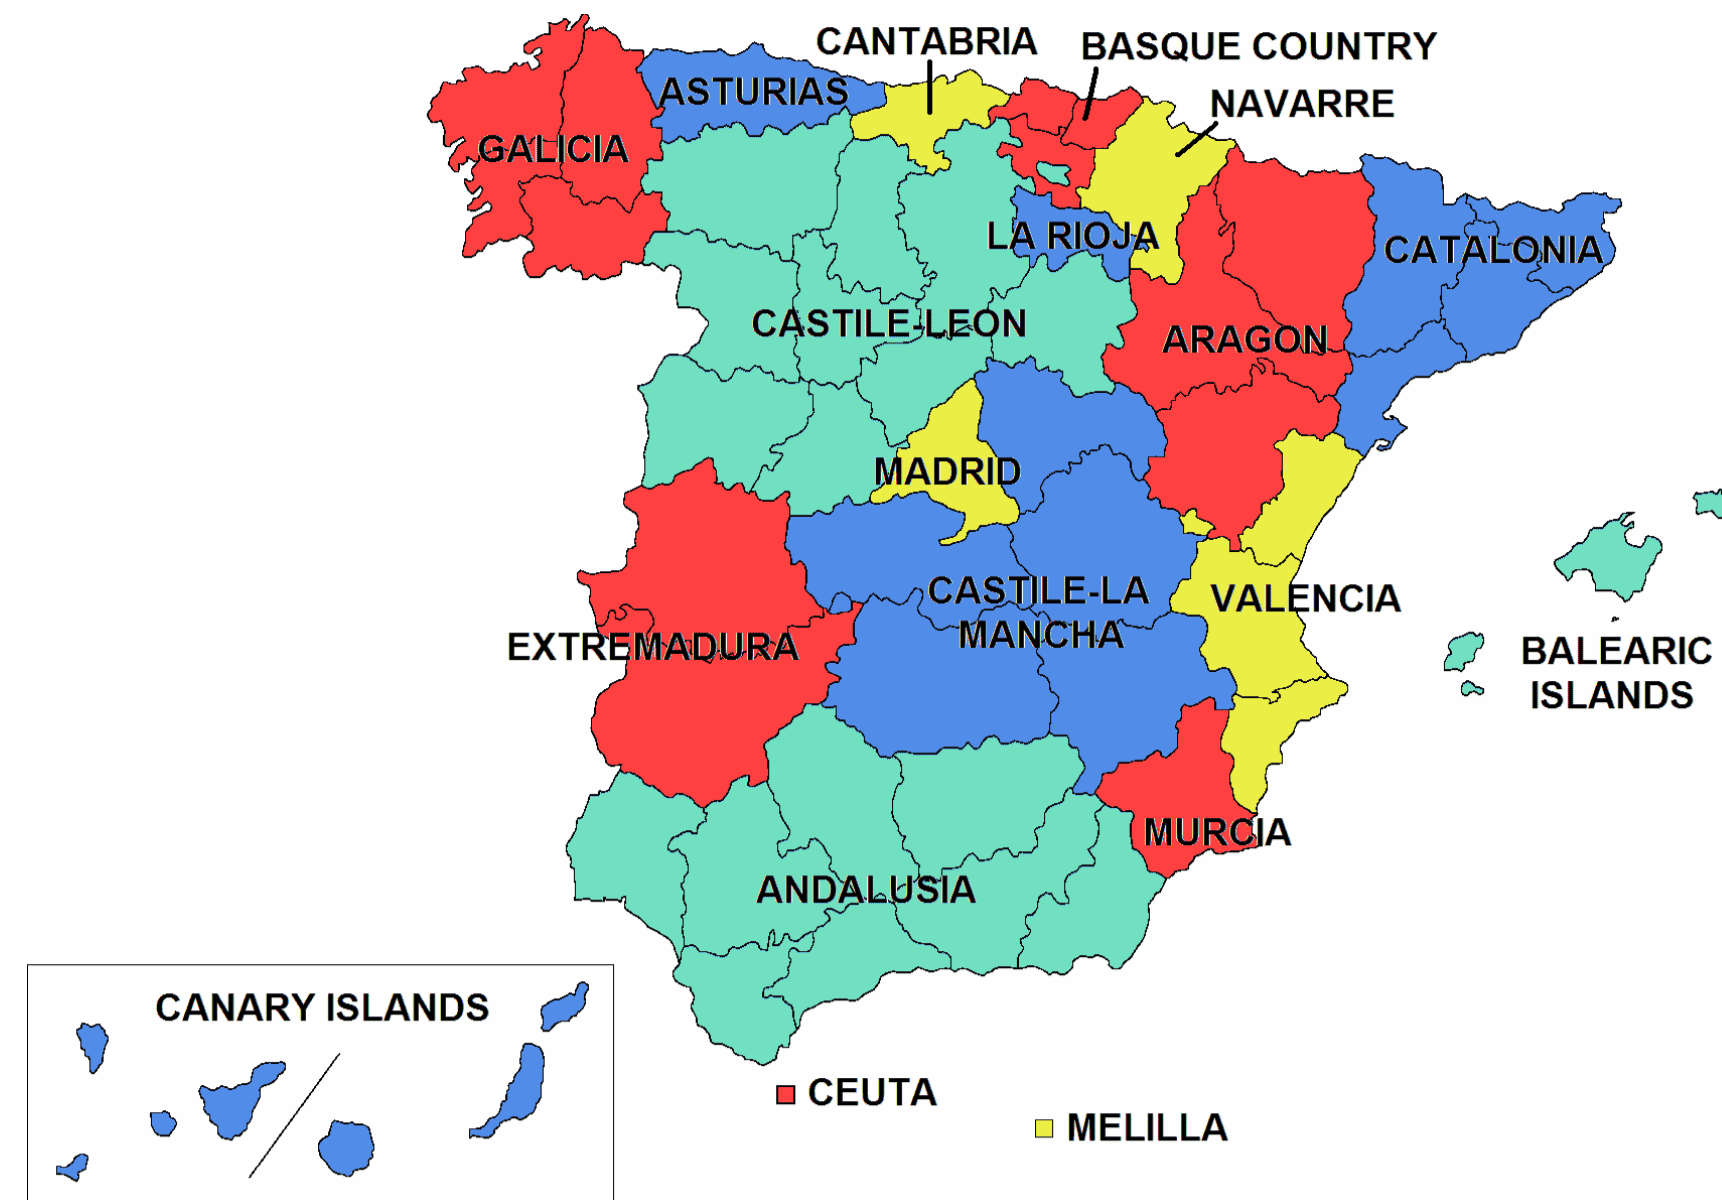 CANTABRIA
BASQUE COUNTRY
ASTURIAS
NAVARRE
GALICIA
LA RIOJA
CATALONIA
CASTILE-LEON
ARAGON
MADRID
CASTILE-LA
MANCHA
VALENCIA
EXTREMADURA
BALEARIC
ISLANDS
MURCIA
ANDALUSIA
CANARY ISLANDS
CEUTA
MELILLA